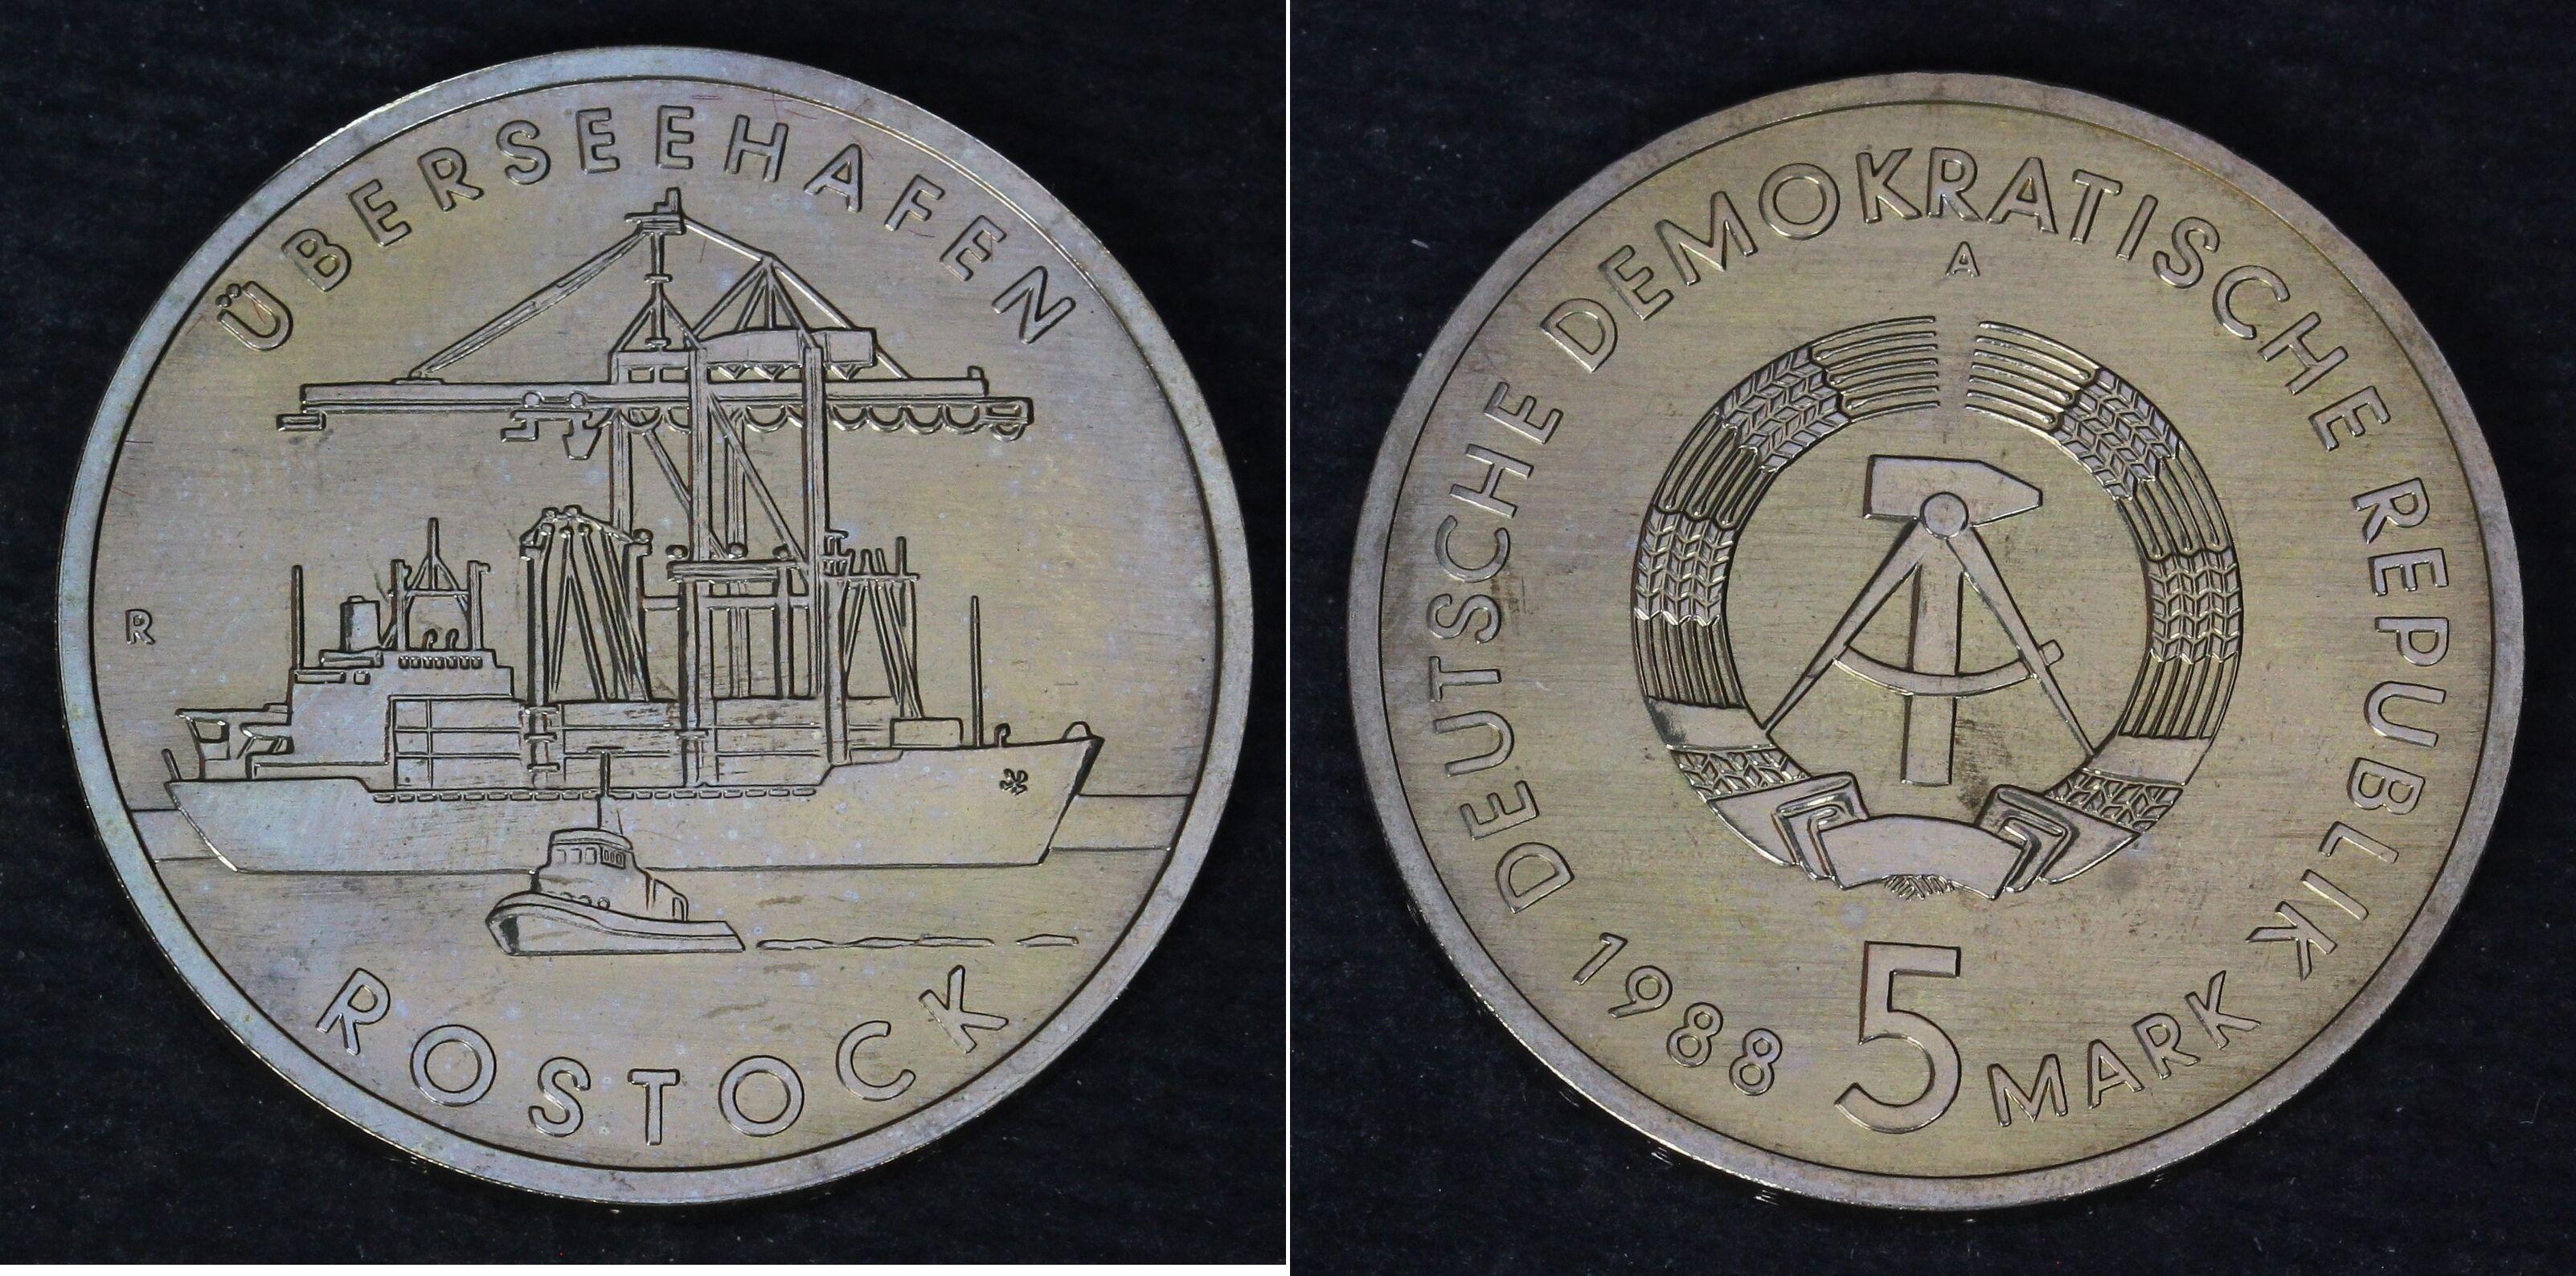 ÜBERSEEHAFEN
R
ROSTOCK
DEUTSCHE DEMOKRATISCHE REPUBLIK
A
1988 5 MARK